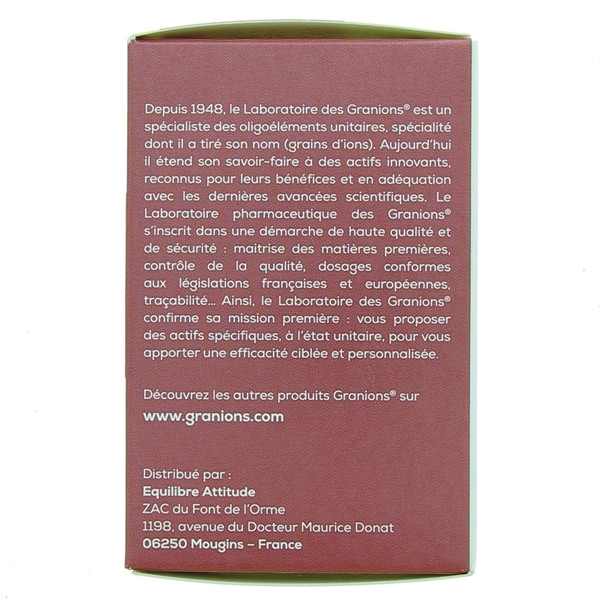 Depuis 1948, le Laboratoire des Granions® est un
spécialiste des oligoéléments unitaires, spécialité
dont il a tiré son nom (grains d'ions). Aujourd'hui
il étend son savoir-faire à des actifs innovants,
reconnus pour leurs bénéfices et en adéquation
avec les dernières avancées scientifiques. Le
Laboratoire pharmaceutique des Granions®
s'inscrit dans une démarche de haute qualité et
de sécurité : maitrise des matières premières,
contrôle de la qualité, dosages conformes
aux législations françaises et européennes,
traçabilité... Ainsi, le Laboratoire des Granions®
confirme sa mission première : vous proposer
des actifs spécifiques, à l'état unitaire, pour vous
apporter une efficacité ciblée et personnalisée.
Découvrez les autres produits Granions® sur
www.granions.com
Distribué par :
Equilibre Attitude
ZAC du Font de l'Orme
1198, avenue du Docteur Maurice Donat
06250 Mougins – France